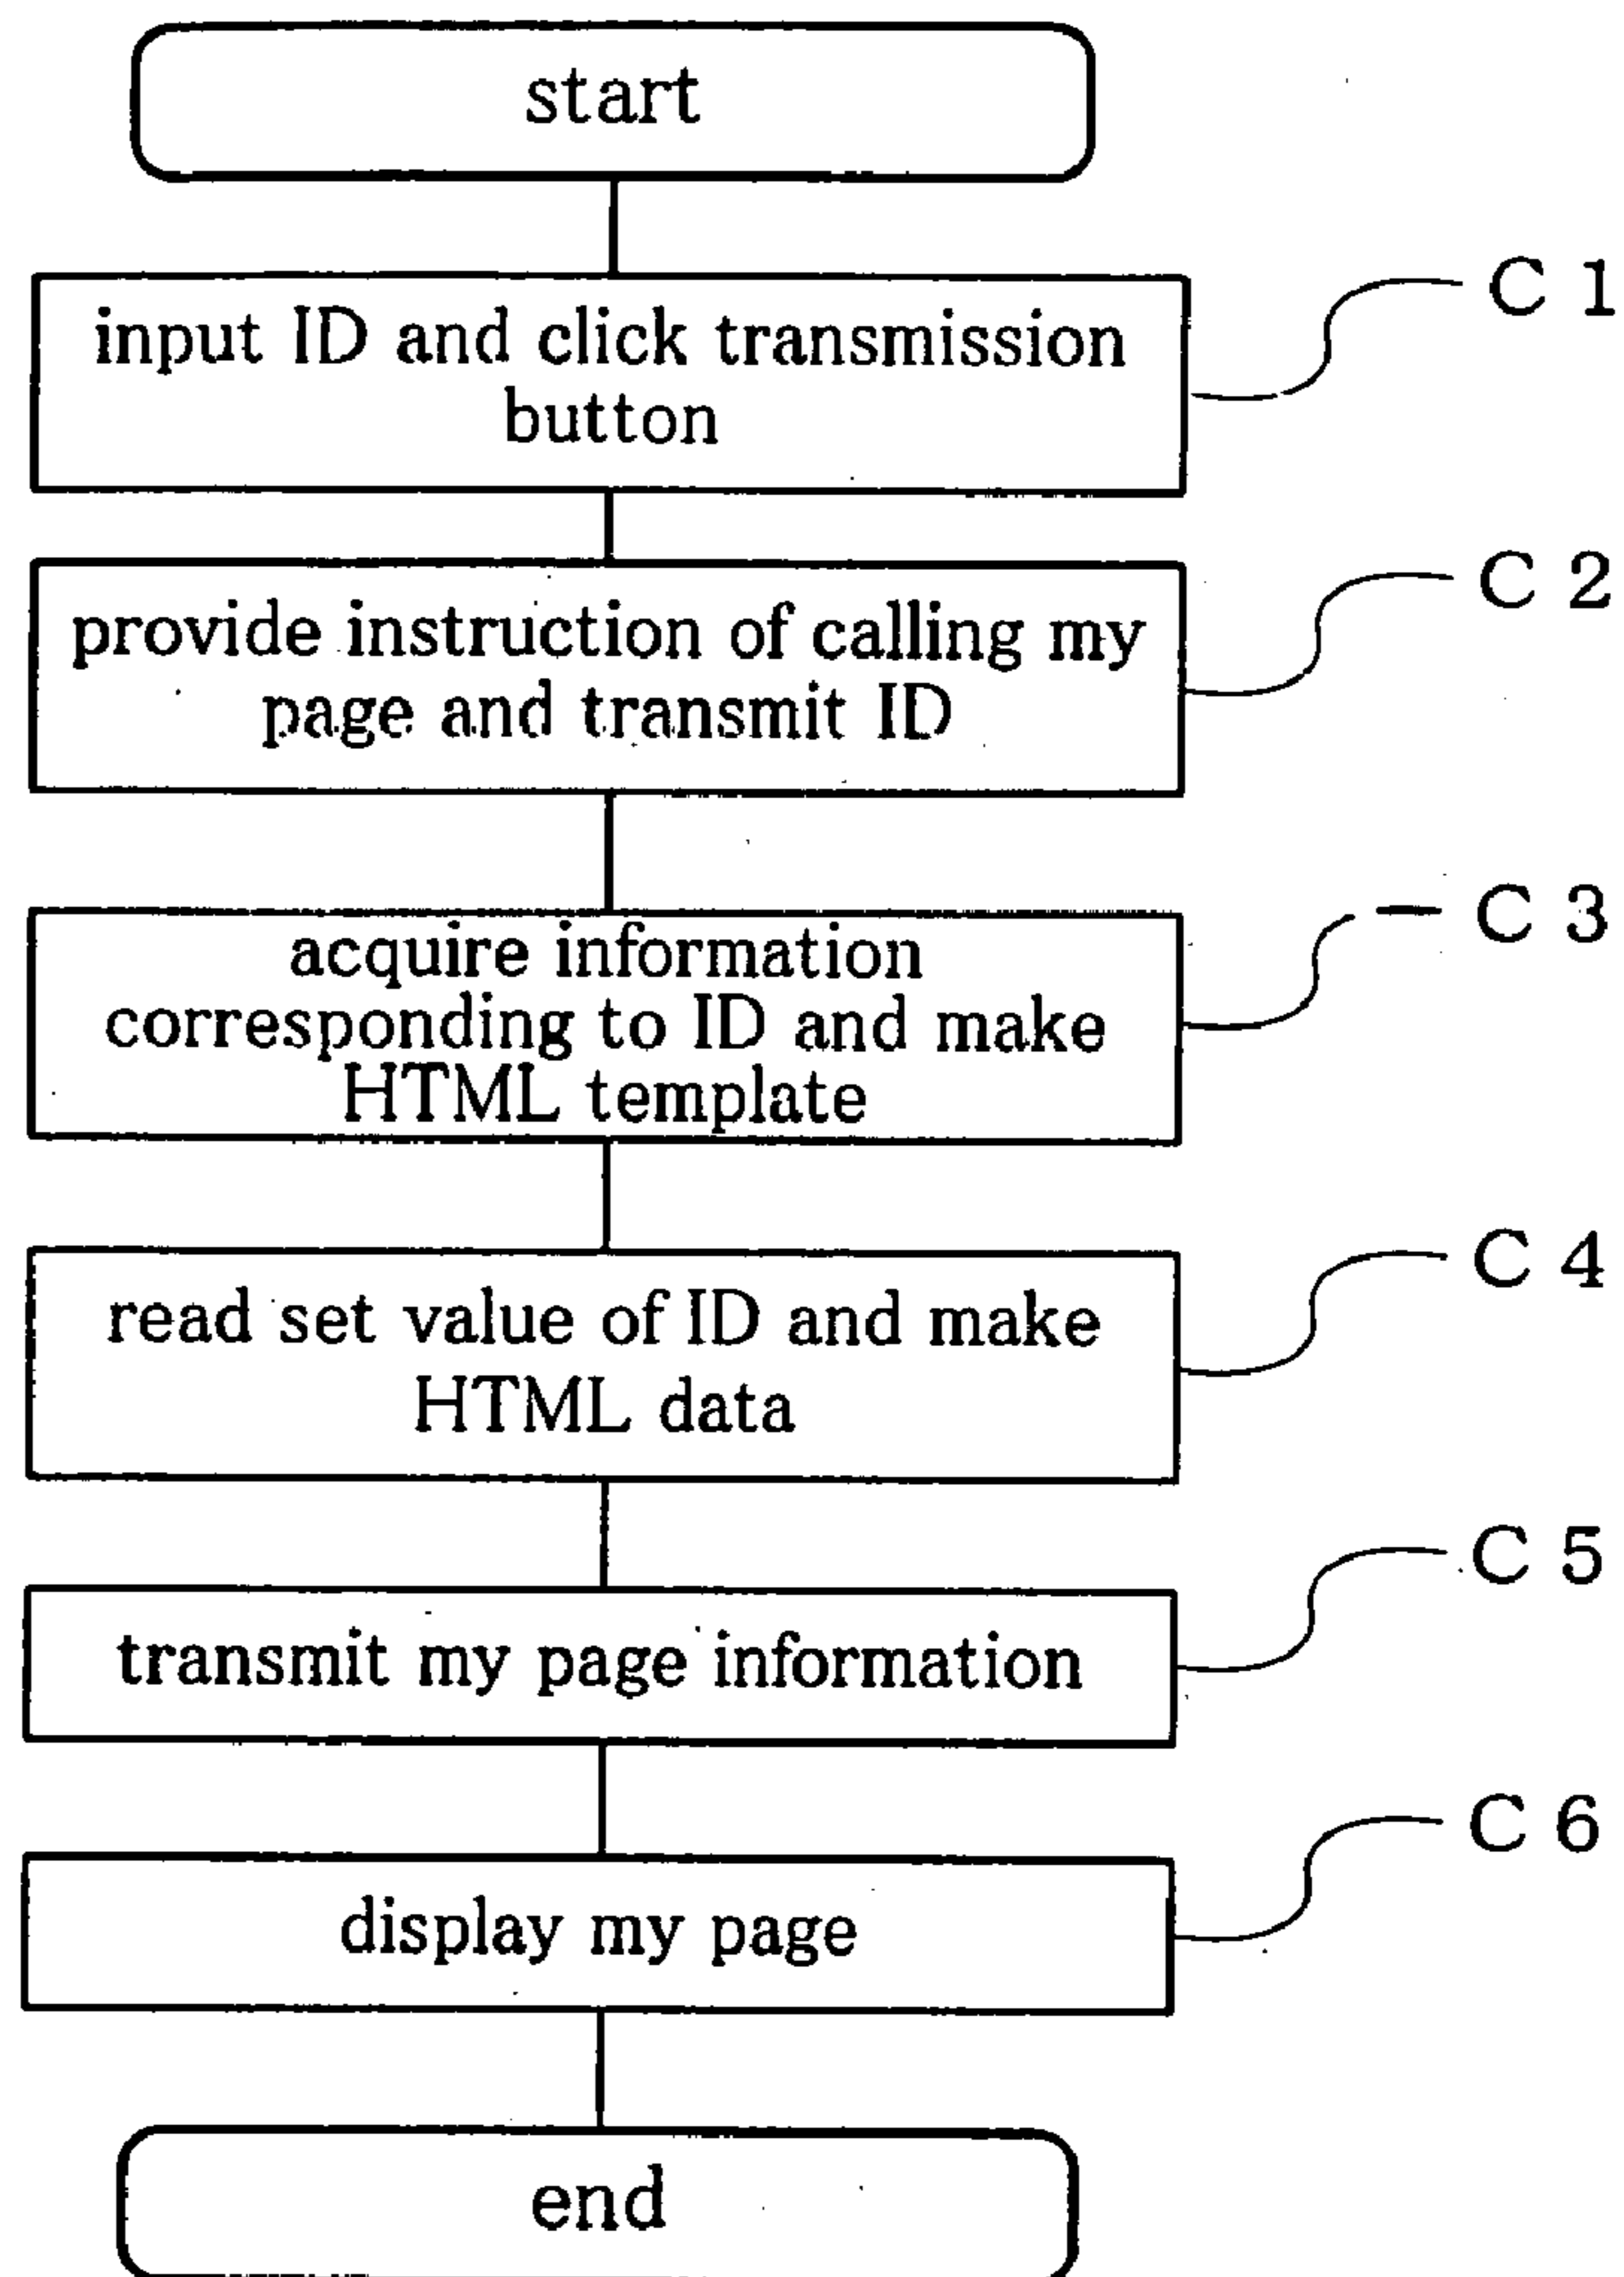 start
input ID and click transmission
button
C 1
provide instruction of calling my
page and transmit ID
C 2
acquire information
corresponding to ID and make
HTML template
C 3
read set value of ID and make
HTML data
C 4
transmit my page information
C 5
display my page
C 6
end